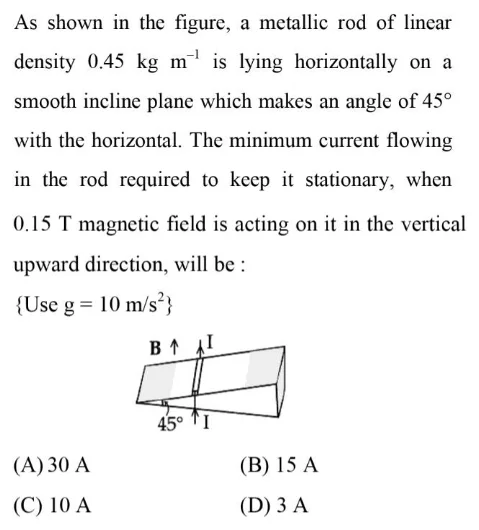 As shown in the figure, a metallic rod of linear
density 0.45 kg m⁻¹ is lying horizontally on a
smooth incline plane which makes an angle of 45°
with the horizontal. The minimum current flowing
in the rod required to keep it stationary, when
0.15 T magnetic field is acting on it in the vertical
upward direction, will be :
{Use g = 10 m/s²}
B ↑ I
45° ↑ I
(A) 30 A (B) 15 A
(C) 10 A (D) 3 A